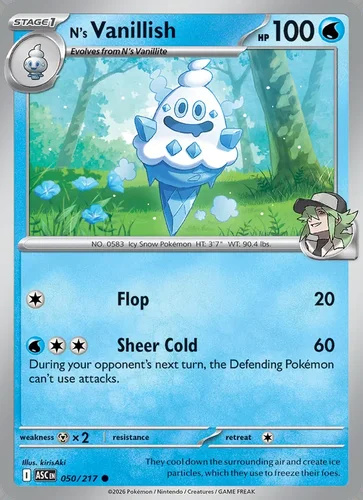 STAGE1 N's Vanillish HP 100
Evolves from N's Vanillite
NO. 0583 Icy Snow Pokémon HT: 3'7" WT: 90.4 lbs.
Flop 20
Sheer Cold 60
During your opponent's next turn, the Defending Pokémon
can't use attacks.
weakness ×2 resistance retreat
Illus. kirisAki
I ASC EN 050/217
They cool down the surrounding air and create ice
particles, which they use to freeze their foes.
©2026 Pokémon / Nintendo / Creatures / GAME FREAK